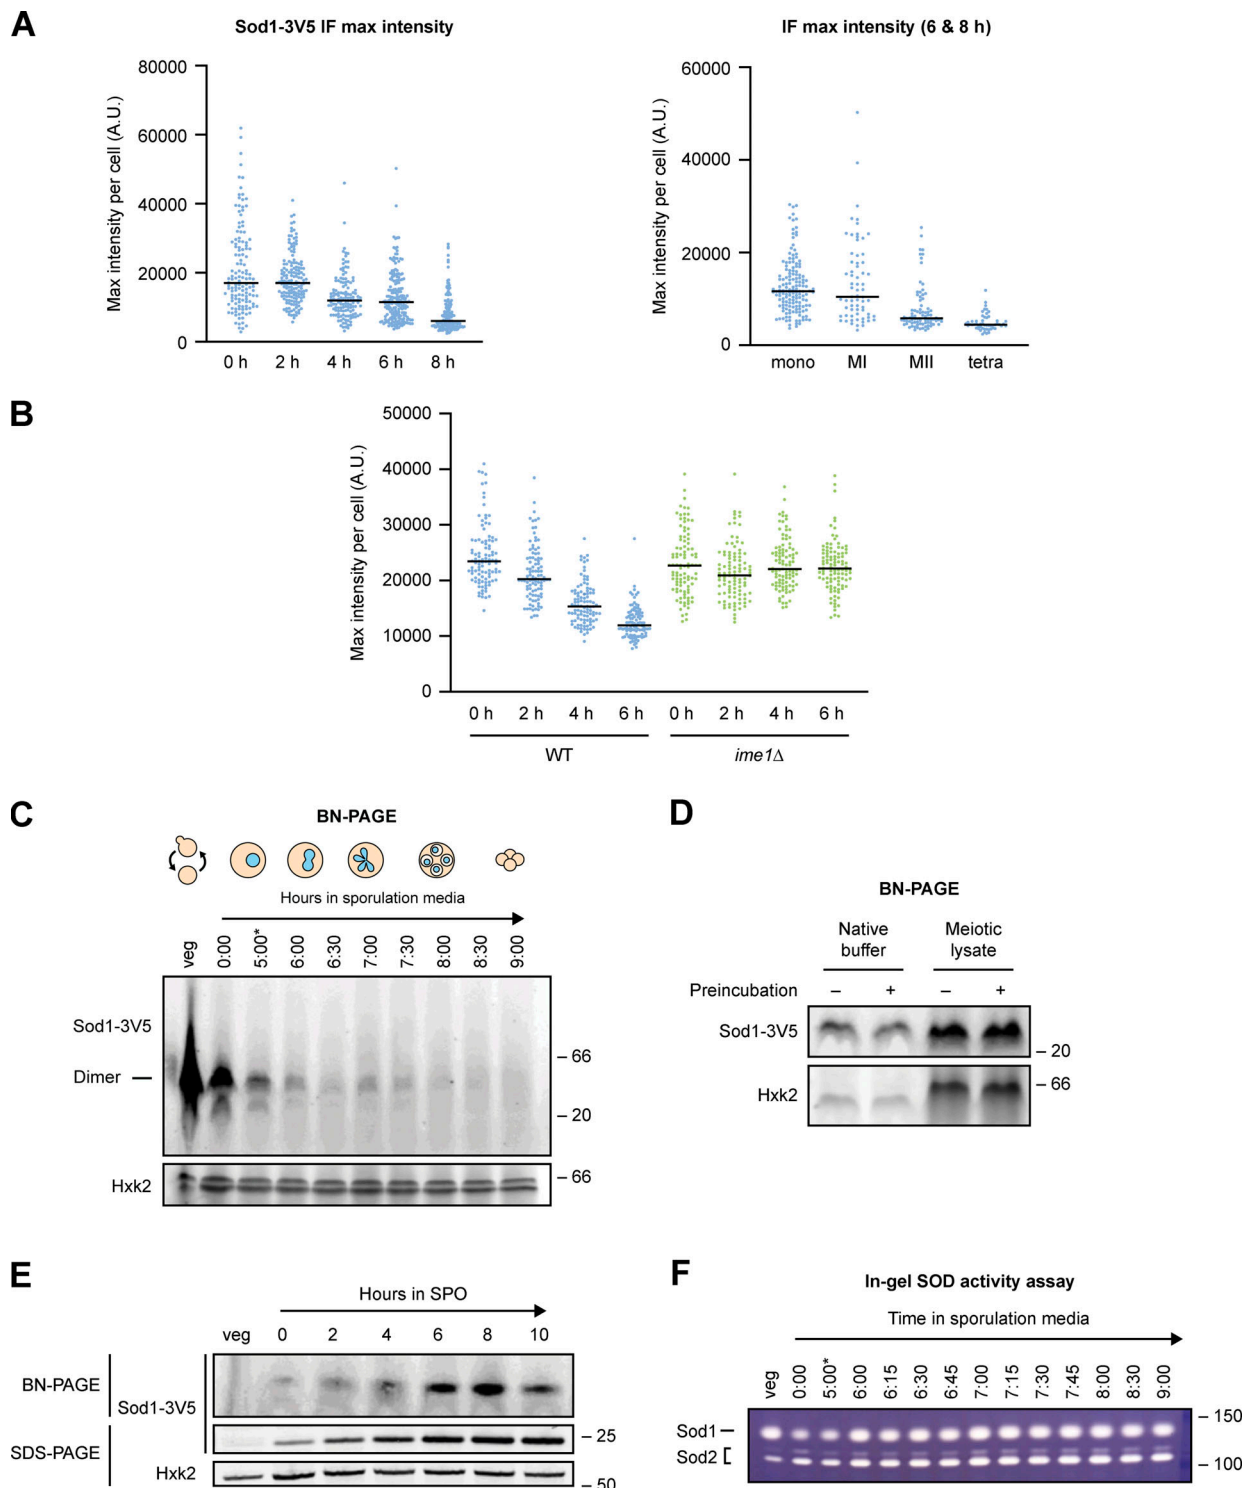 A
Sod1-3V5 IF max intensity
Max intensity per cell (A.U.)
80000
60000
40000
20000
0
0 h 2 h 4 h 6 h 8 h
IF max intensity (6 & 8 h)
Max intensity per cell (A.U.)
60000
40000
20000
0
mono MI MII tetra
B
Max intensity per cell (A.U.)
50000
40000
30000
20000
10000
0
0 h 2 h 4 h 6 h 0 h 2 h 4 h 6 h
WT ime1Δ
C
BN-PAGE
Hours in sporulation media
veg 0:00 5:00* 6:00 6:30 7:00 7:30 8:00 8:30 9:00
Sod1-3V5
– 66
Dimer —
– 20
Hxk2 – 66
D
BN-PAGE
Native buffer Meiotic lysate
Preincubation – + – +
Sod1-3V5
– 20
Hxk2 – 66
E
Hours in SPO
veg 0 2 4 6 8 10
BN-PAGE
Sod1-3V5
SDS-PAGE
– 25
Hxk2
– 50
F
In-gel SOD activity assay
Time in sporulation media
veg 0:00 5:00* 6:00 6:15 6:30 6:45 7:00 7:15 7:30 7:45 8:00 8:30 9:00
Sod1 – – 150
Sod2 [ – 100